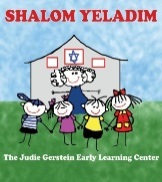 SHALOM YELADIM
The Judie Gerstein Early Learning Center